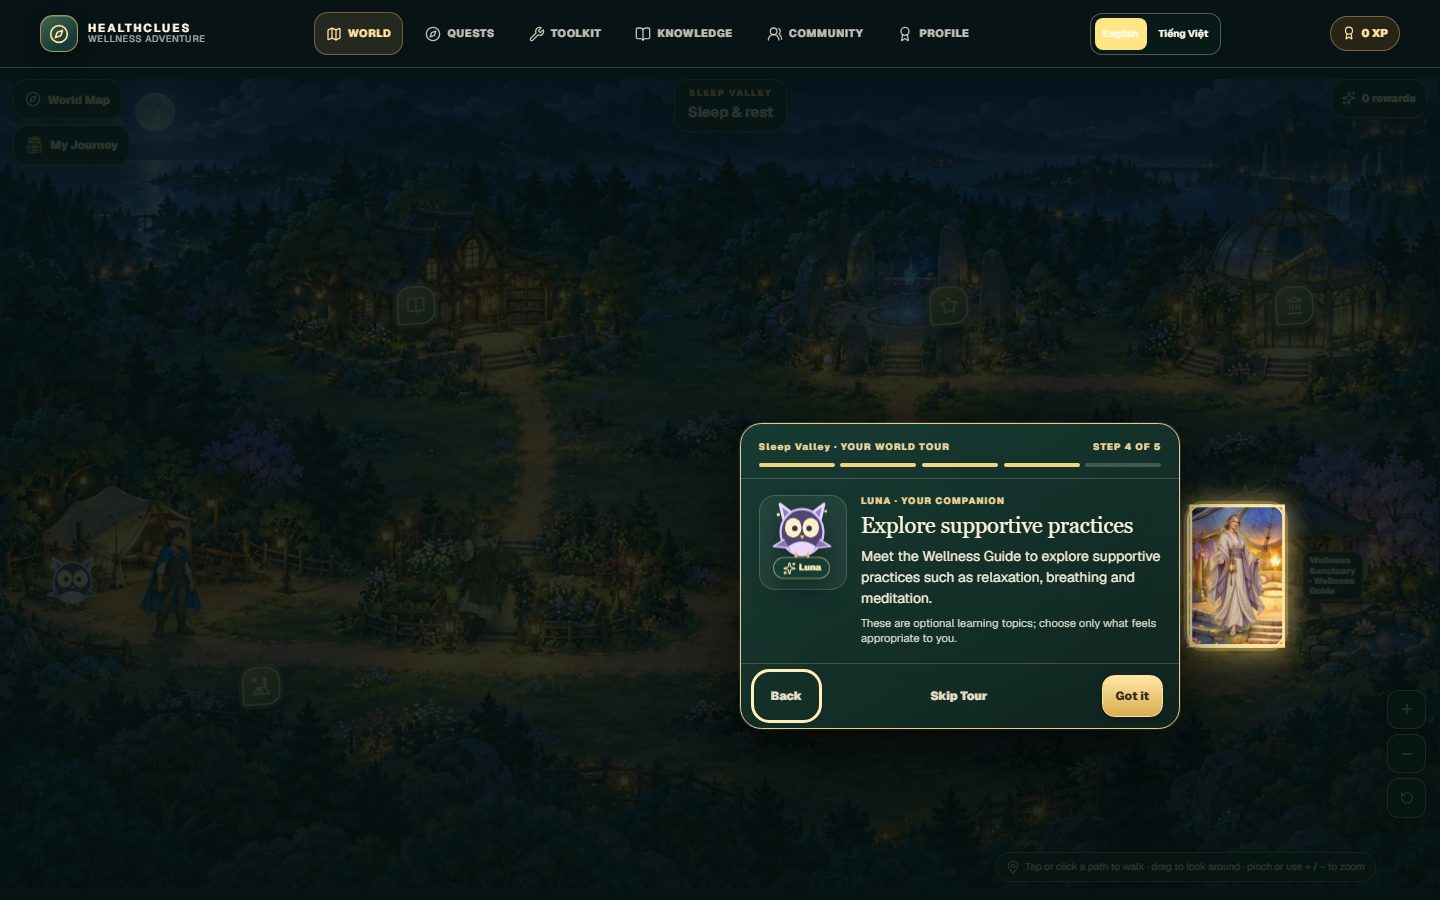 HEALTHCLUES
WELLNESS ADVENTURE
WORLD
QUESTS
TOOLKIT
KNOWLEDGE
COMMUNITY
PROFILE
English
Tiếng Việt
0 XP
World Map
My Journey
SLEEP VALLEY
Sleep & rest
0 rewards
Sleep Valley · YOUR WORLD TOUR
STEP 4 OF 5
LUNA · YOUR COMPANION
Explore supportive practices
Luna
Meet the Wellness Guide to explore supportive
practices such as relaxation, breathing and
meditation.
These are optional learning topics; choose only what feels
appropriate to you.
Back
Skip Tour
Got it
Wellness
Sanctuary
· Wellness
Guide
Tap or click a path to walk · drag to look around · pinch or use + / − to zoom